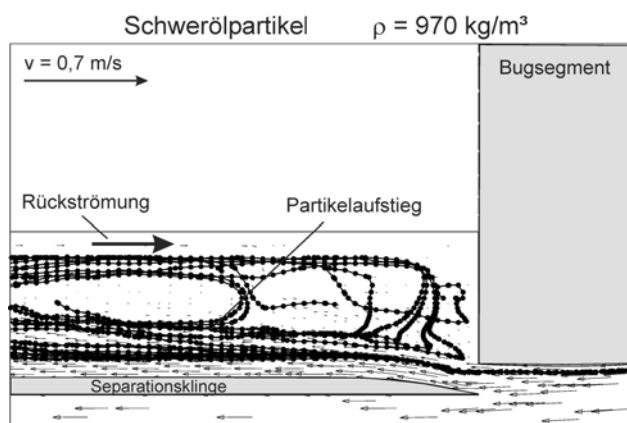 Schwerölpartikel ρ = 970 kg/m³
v = 0,7 m/s
Bugsegment
Rückströmung
Partikelaufstieg
Separationsklinge